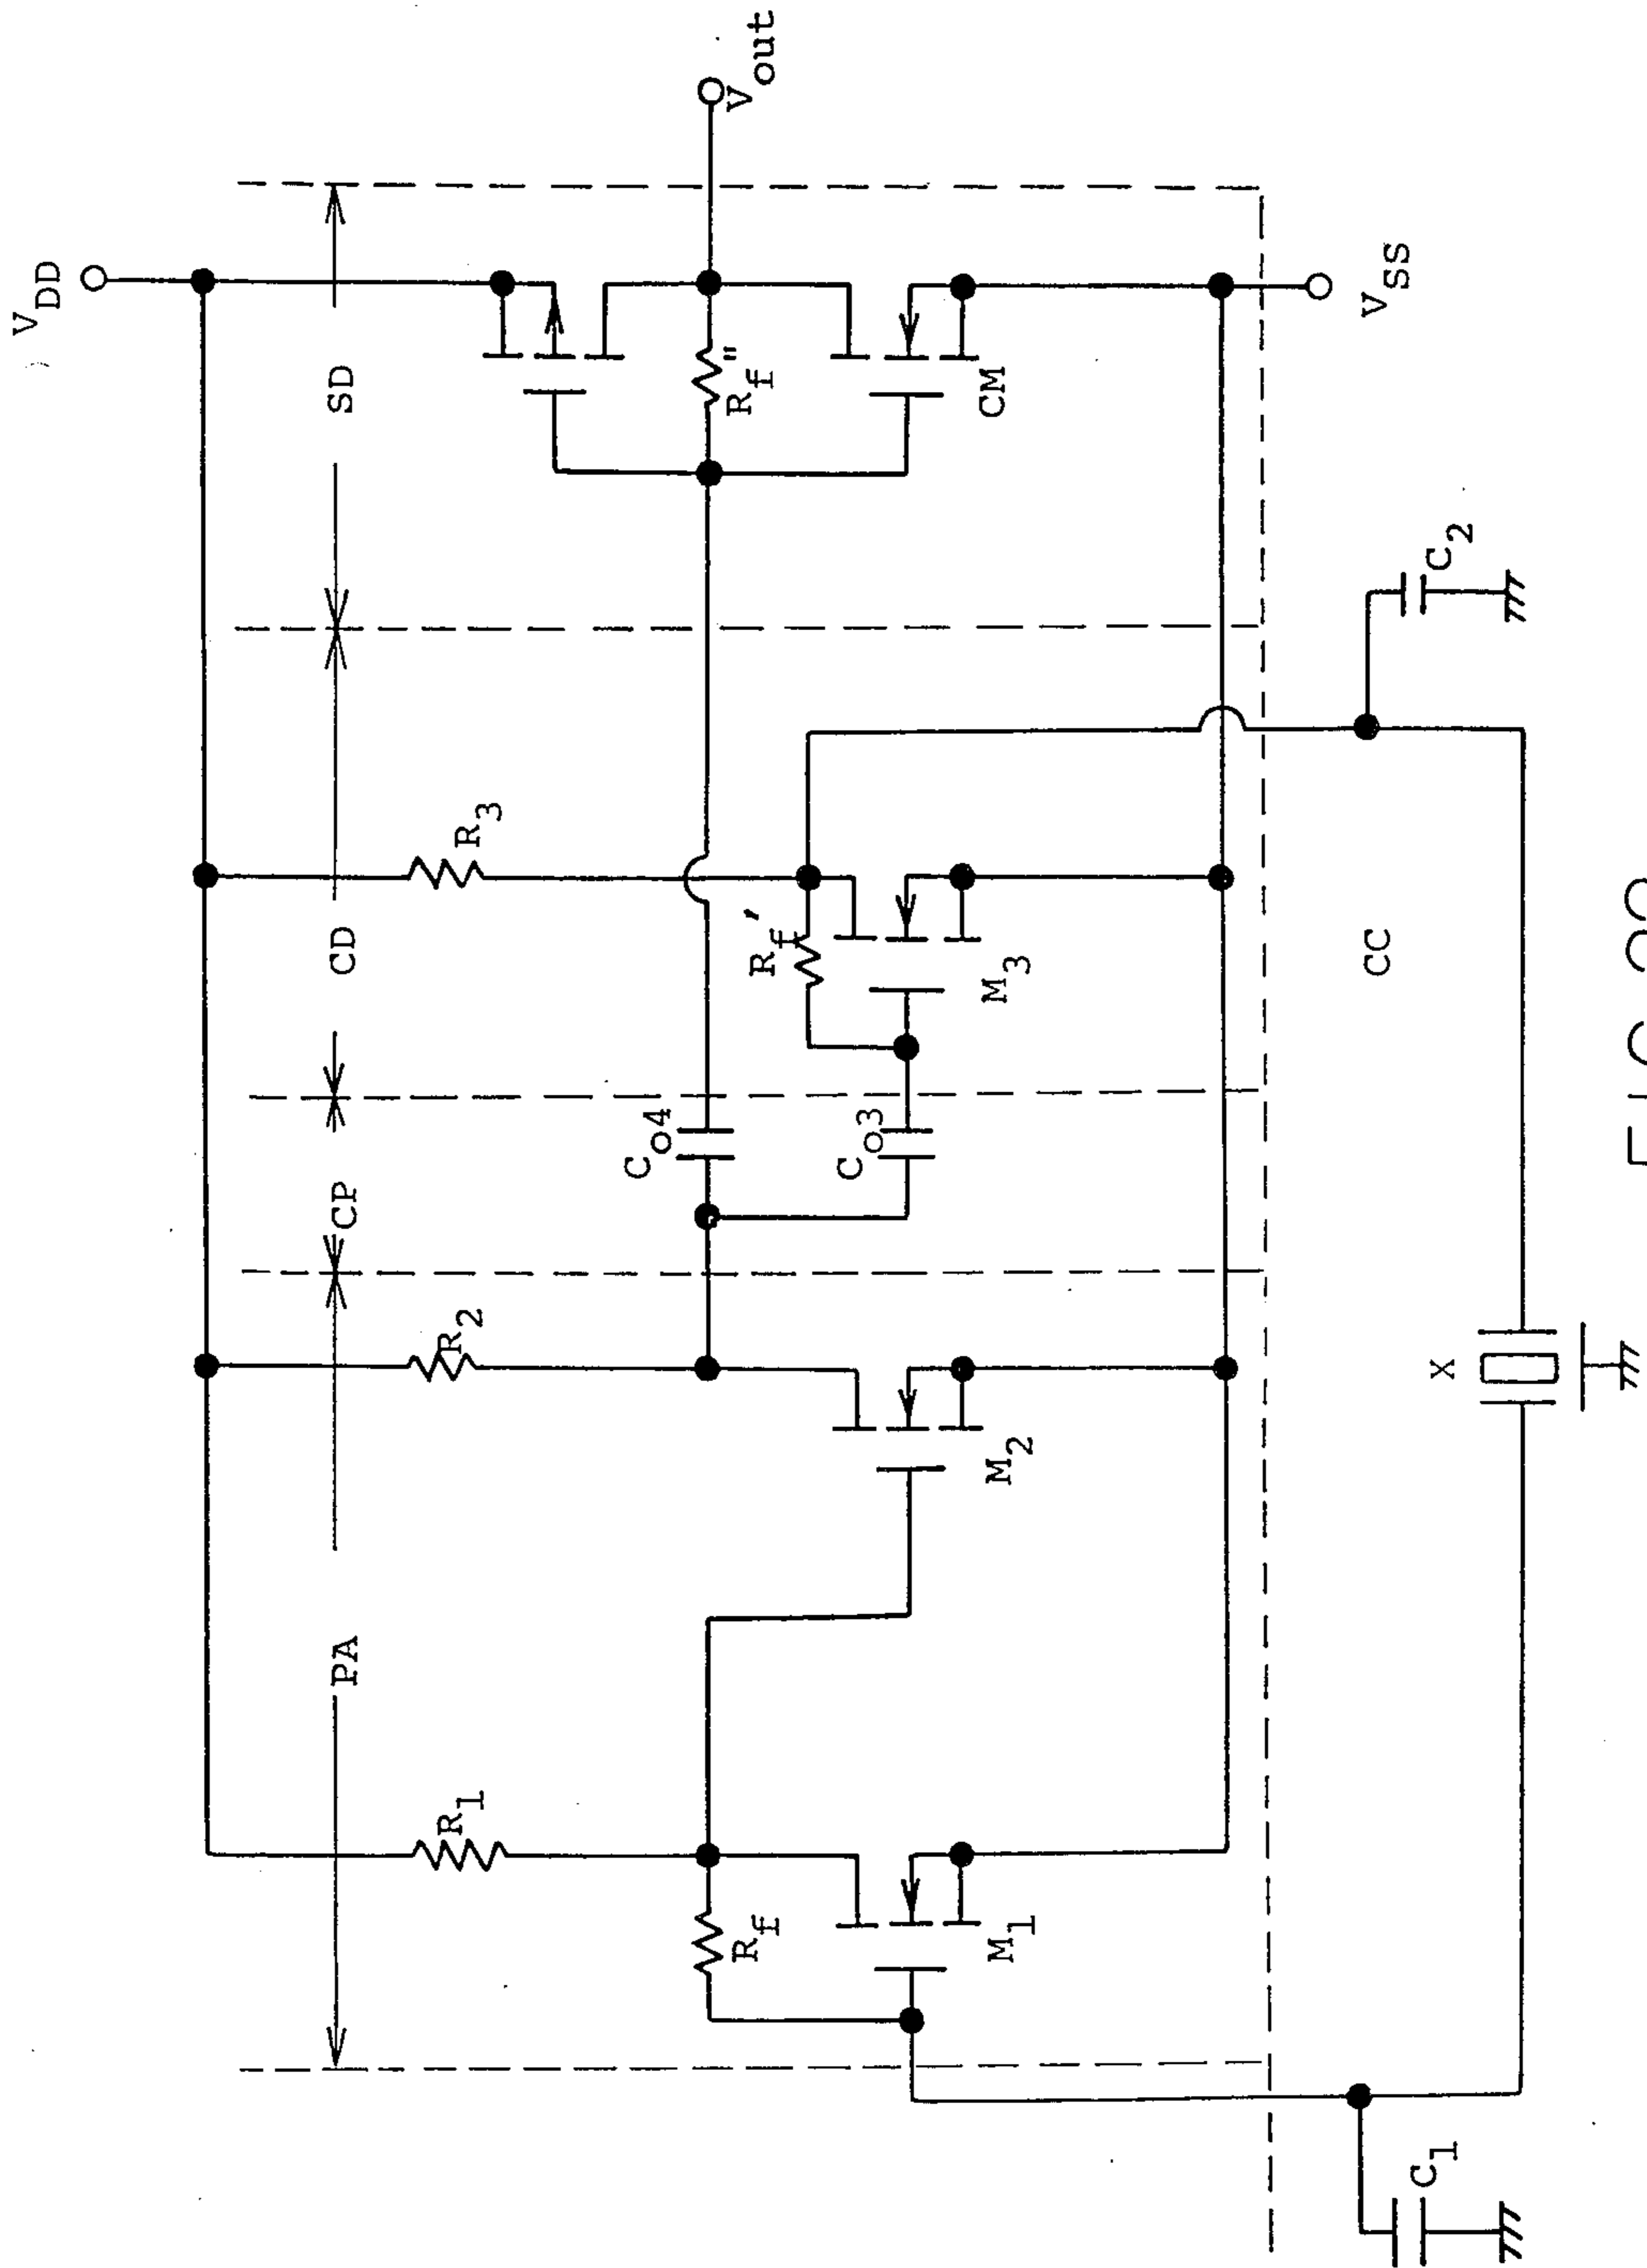 V_DD
SD
CD
CP
PA
V_out
R_f"
CM
V_SS
R_3
R_f'
M_3
C_o4
C_o3
R_2
M_2
R_1
R_f
M_1
CC
C_2
X
C_1